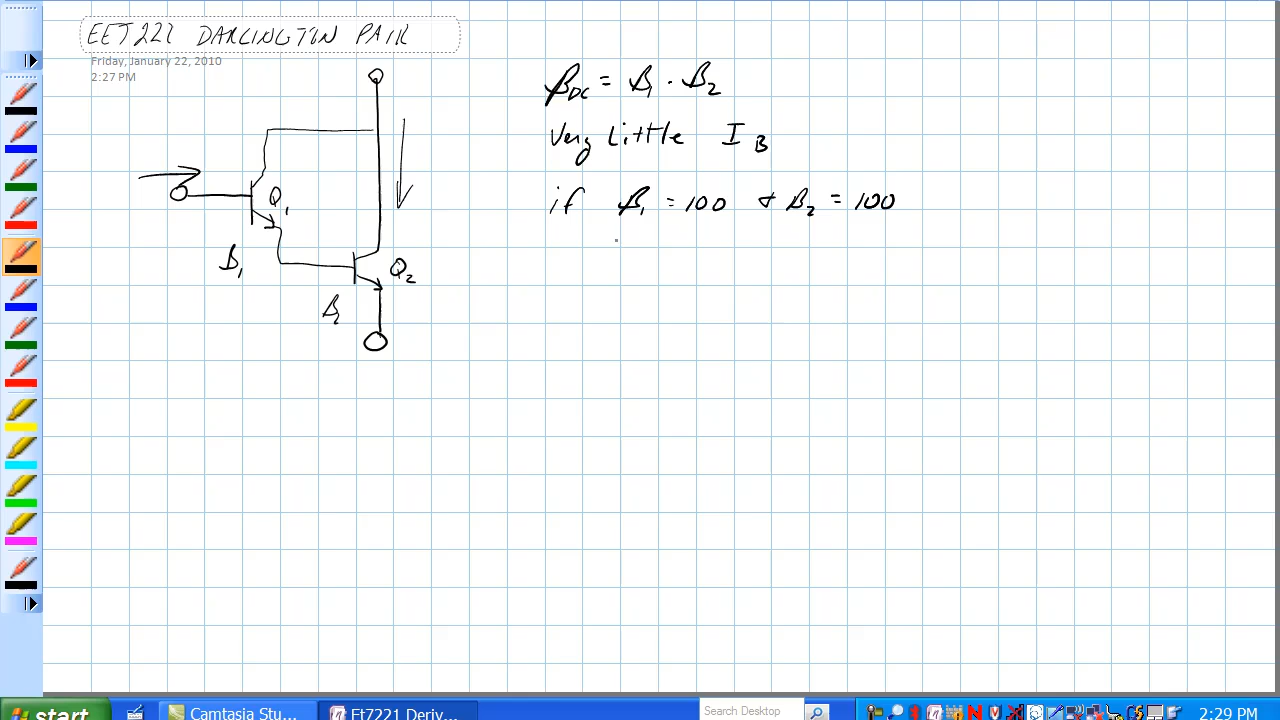 EET221 DARLINGTON PAIR
Friday, January 22, 2010
2:27 PM
βDC = β1 · β2
Very Little IB
if β1 = 100 + β2 = 100
Q1
β1
Q2
β2
start
Camtasia Stu...
Et7221 Deriv...
Search Desktop
2:29 PM